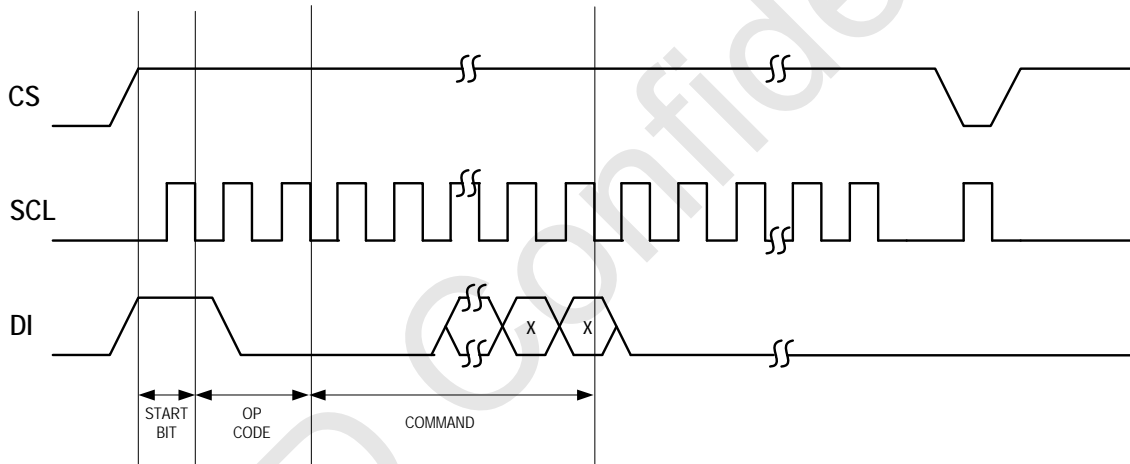 CS
SCL
DI
X X
START
BIT
OP
CODE
COMMAND